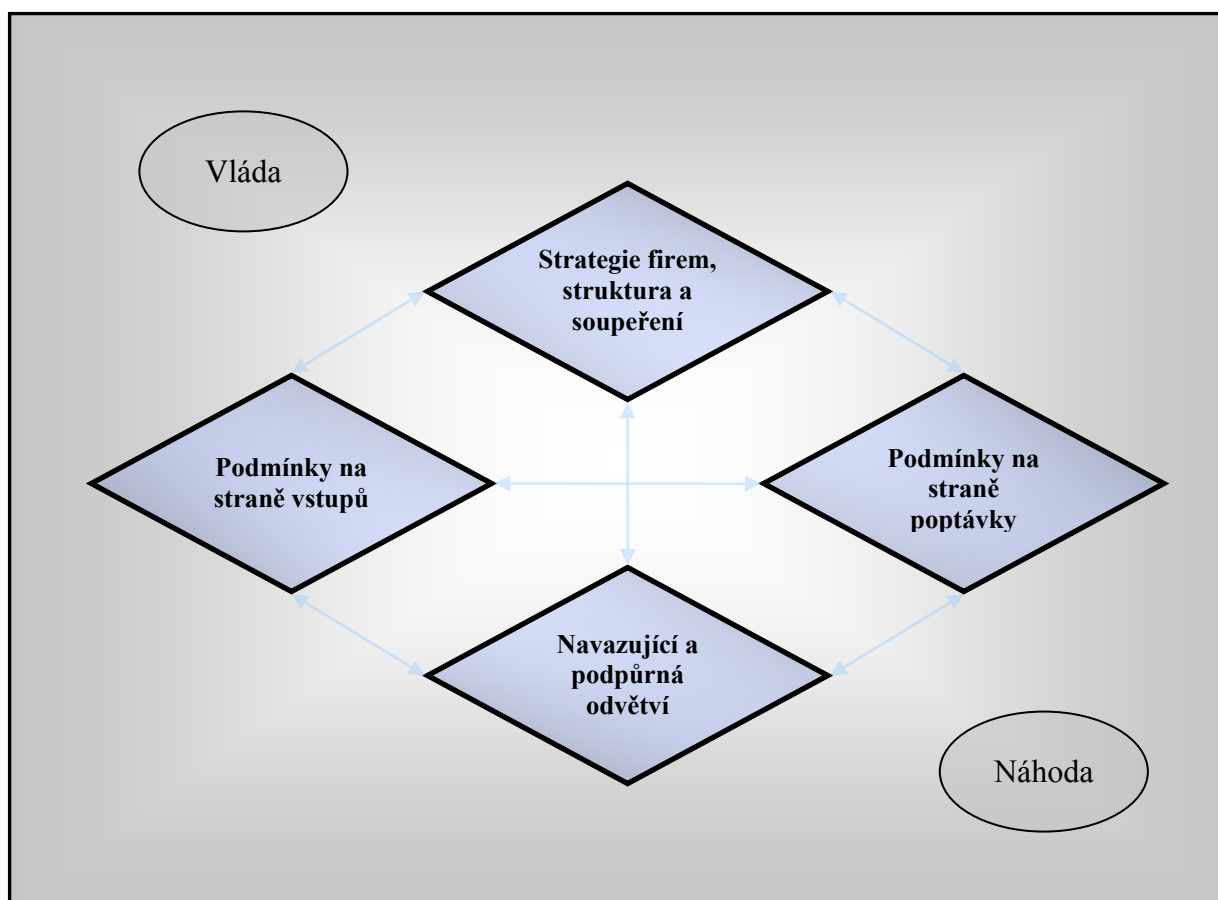 Vláda
Strategie firem,
struktura a
soupeření
Podmínky na
straně vstupů
Podmínky na
straně
poptávky
Navazující a
podpůrná
odvětví
Náhoda